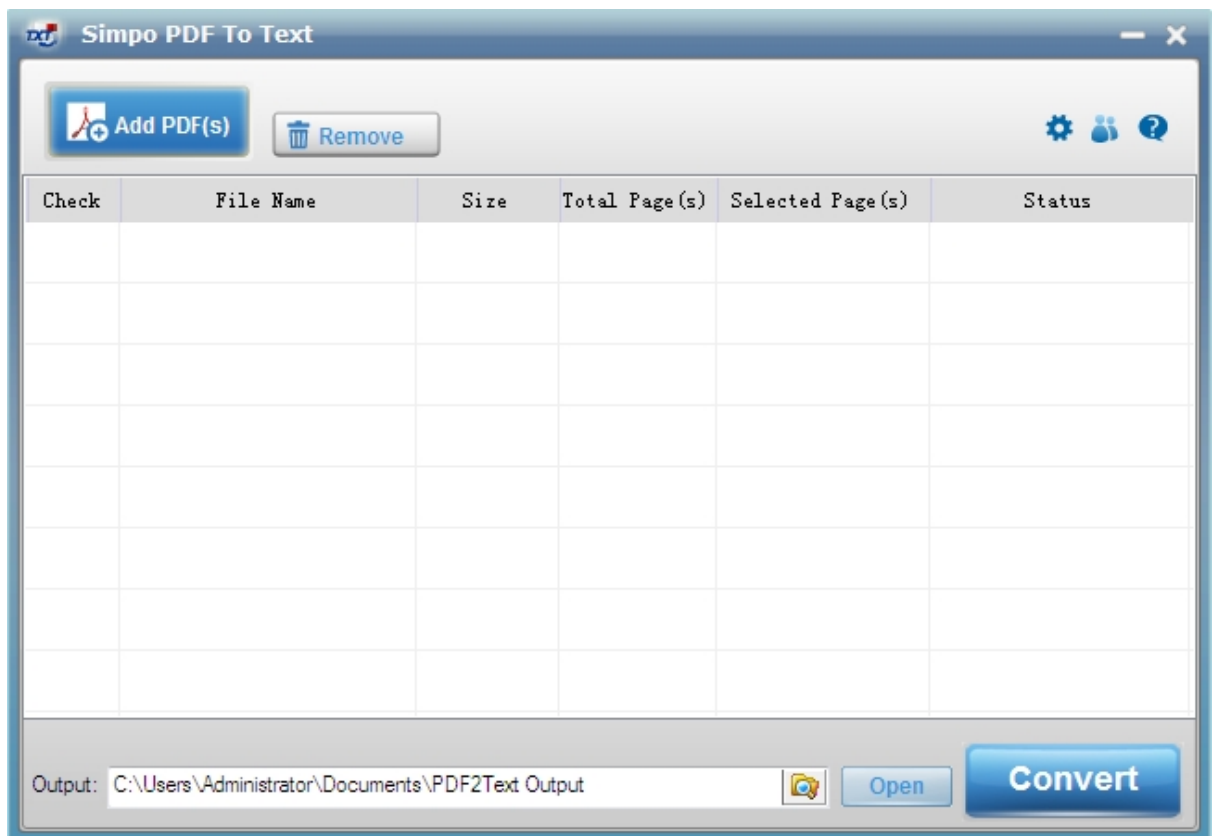 Simpo PDF To Text
Add PDF(s) Remove
Check File Name Size Total Page(s) Selected Page(s) Status
Output: C:\Users\Administrator\Documents\PDF2Text Output Open Convert